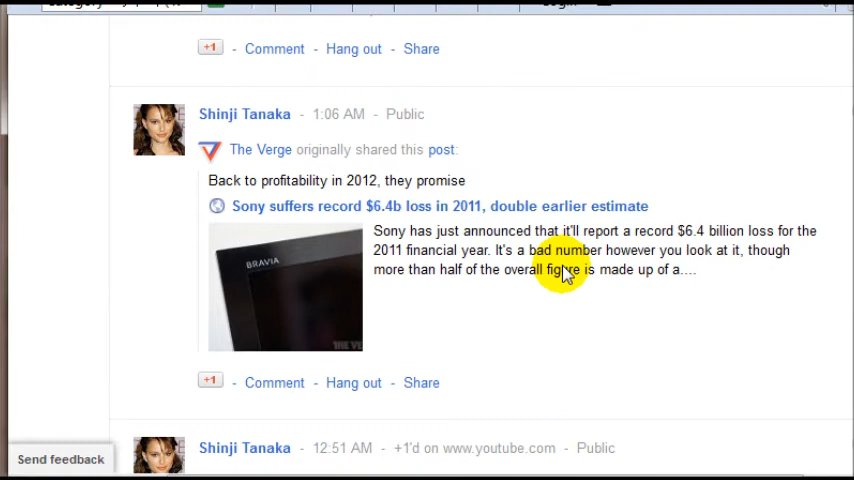 +1 - Comment - Hang out - Share
Shinji Tanaka - 1:06 AM - Public
The Verge originally shared this post:
Back to profitability in 2012, they promise
Sony suffers record $6.4b loss in 2011, double earlier estimate
Sony has just announced that it'll report a record $6.4 billion loss for the
2011 financial year. It's a bad number however you look at it, though
more than half of the overall figure is made up of a....
BRAVIA
THE VE
+1 - Comment - Hang out - Share
Shinji Tanaka - 12:51 AM - +1'd on www.youtube.com - Public
Send feedback